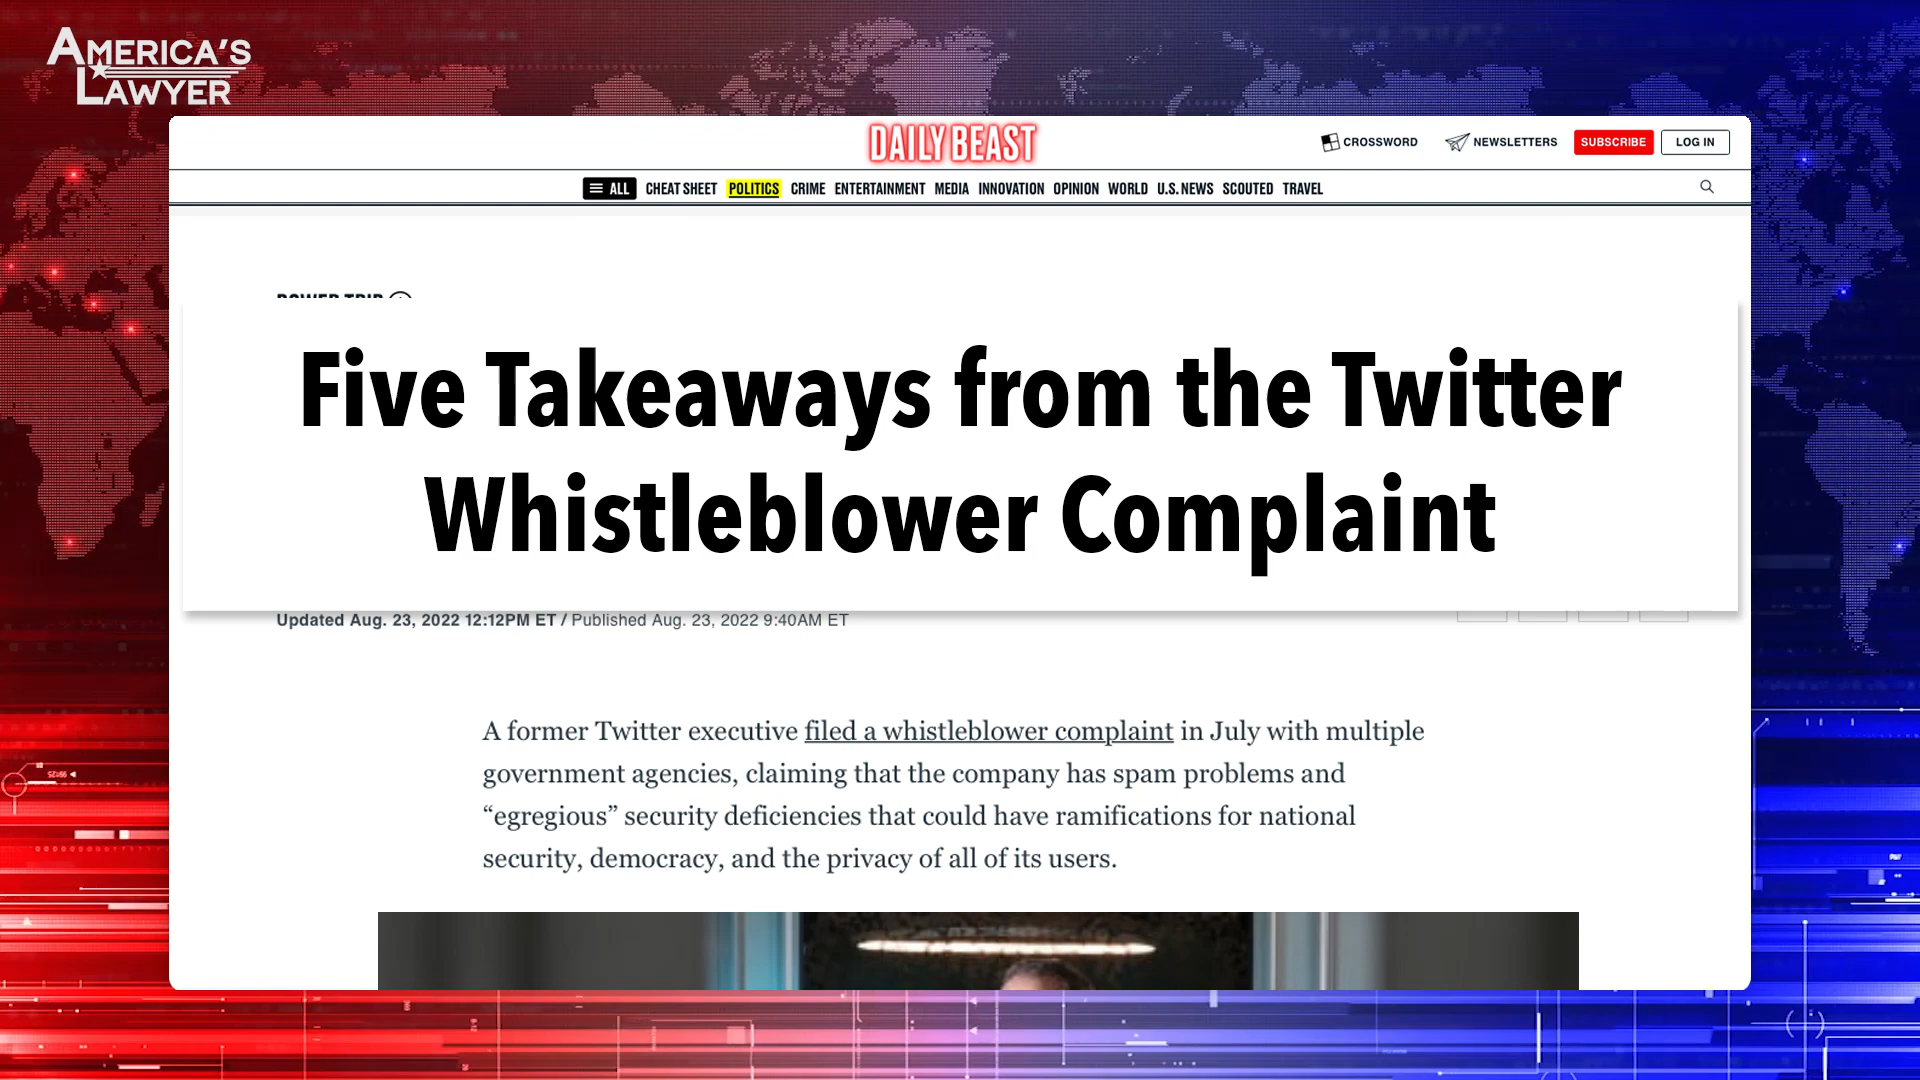 AMERICA'S
LAWYER
DAILY BEAST
CROSSWORD
NEWSLETTERS
SUBSCRIBE
LOG IN
ALL CHEAT SHEET POLITICS CRIME ENTERTAINMENT MEDIA INNOVATION OPINION WORLD U.S. NEWS SCOUTED TRAVEL
POWER TRIP
Five Takeaways from the Twitter
Whistleblower Complaint
Updated Aug. 23, 2022 12:12PM ET / Published Aug. 23, 2022 9:40AM ET
A former Twitter executive filed a whistleblower complaint in July with multiple
government agencies, claiming that the company has spam problems and
“egregious” security deficiencies that could have ramifications for national
security, democracy, and the privacy of all of its users.